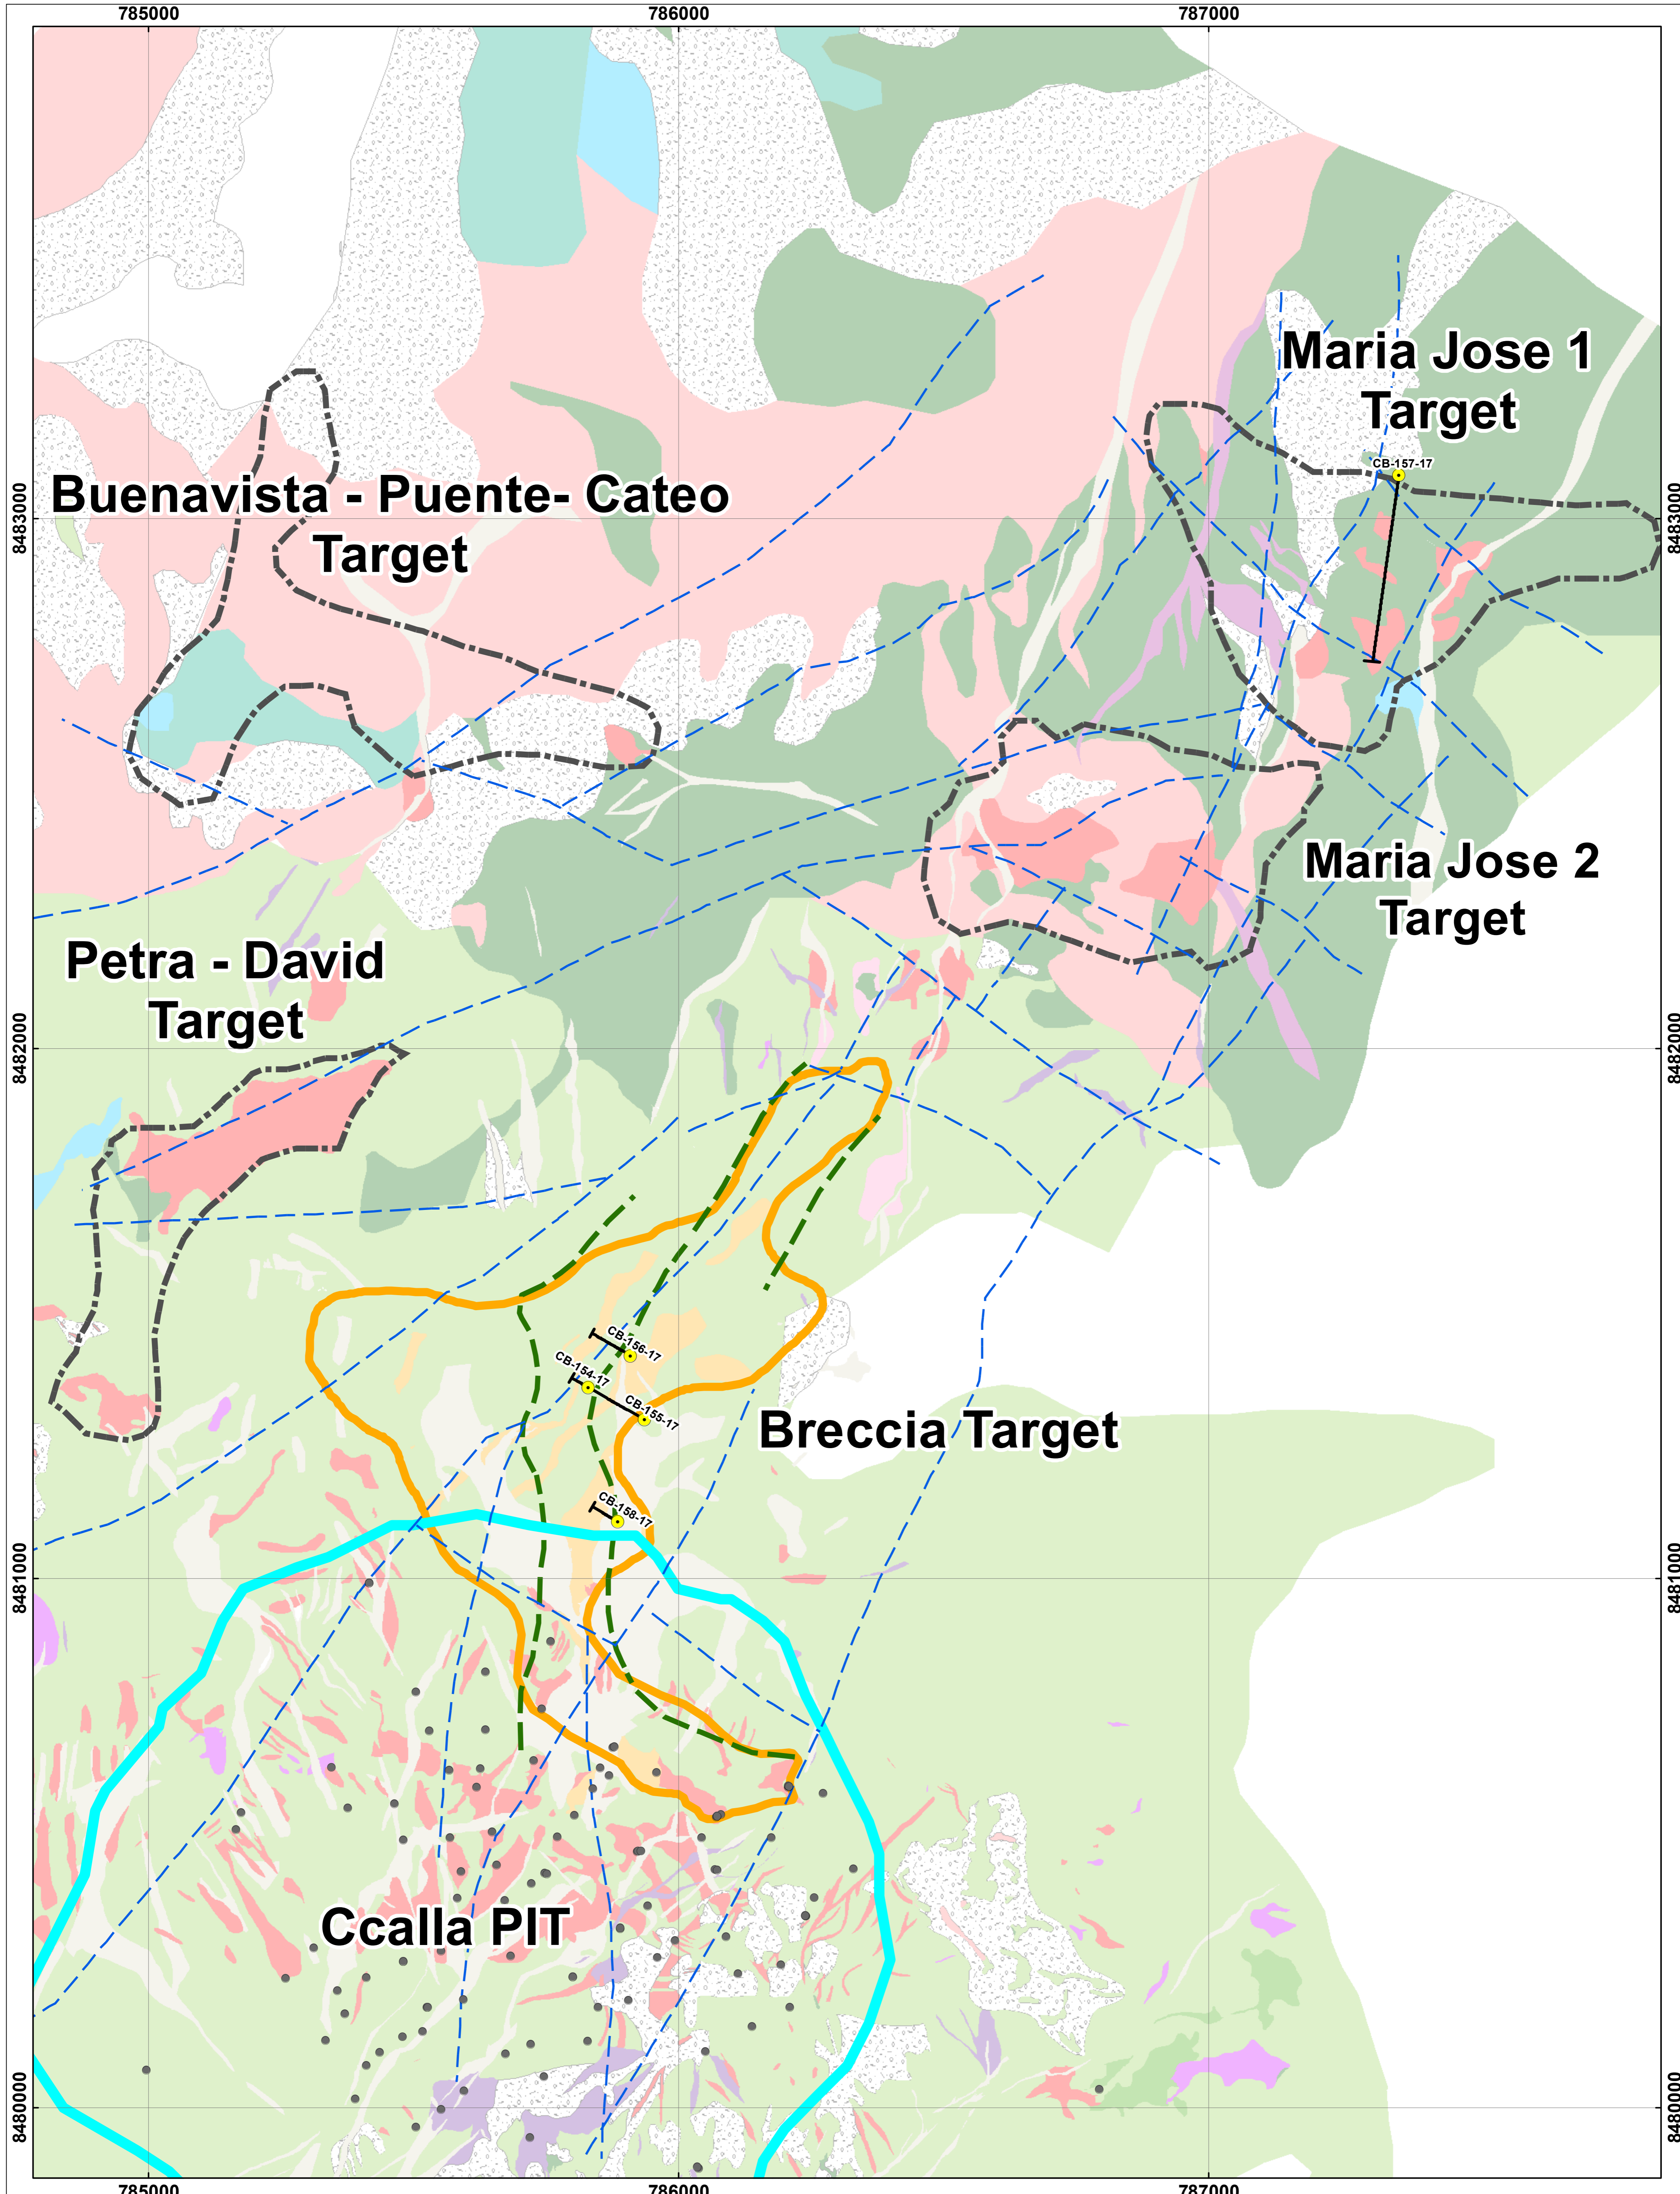 785000
786000
787000
Maria Jose 1
Target
CB-157-17
Buenavista - Puente- Cateo
Target
8483000
8483000
Maria Jose 2
Target
Petra - David
Target
8482000
8482000
CB-156-17
CB-154-17
CB-155-17
Breccia Target
CB-158-17
8481000
8481000
Ccalla PIT
8480000
8480000
785000
786000
787000